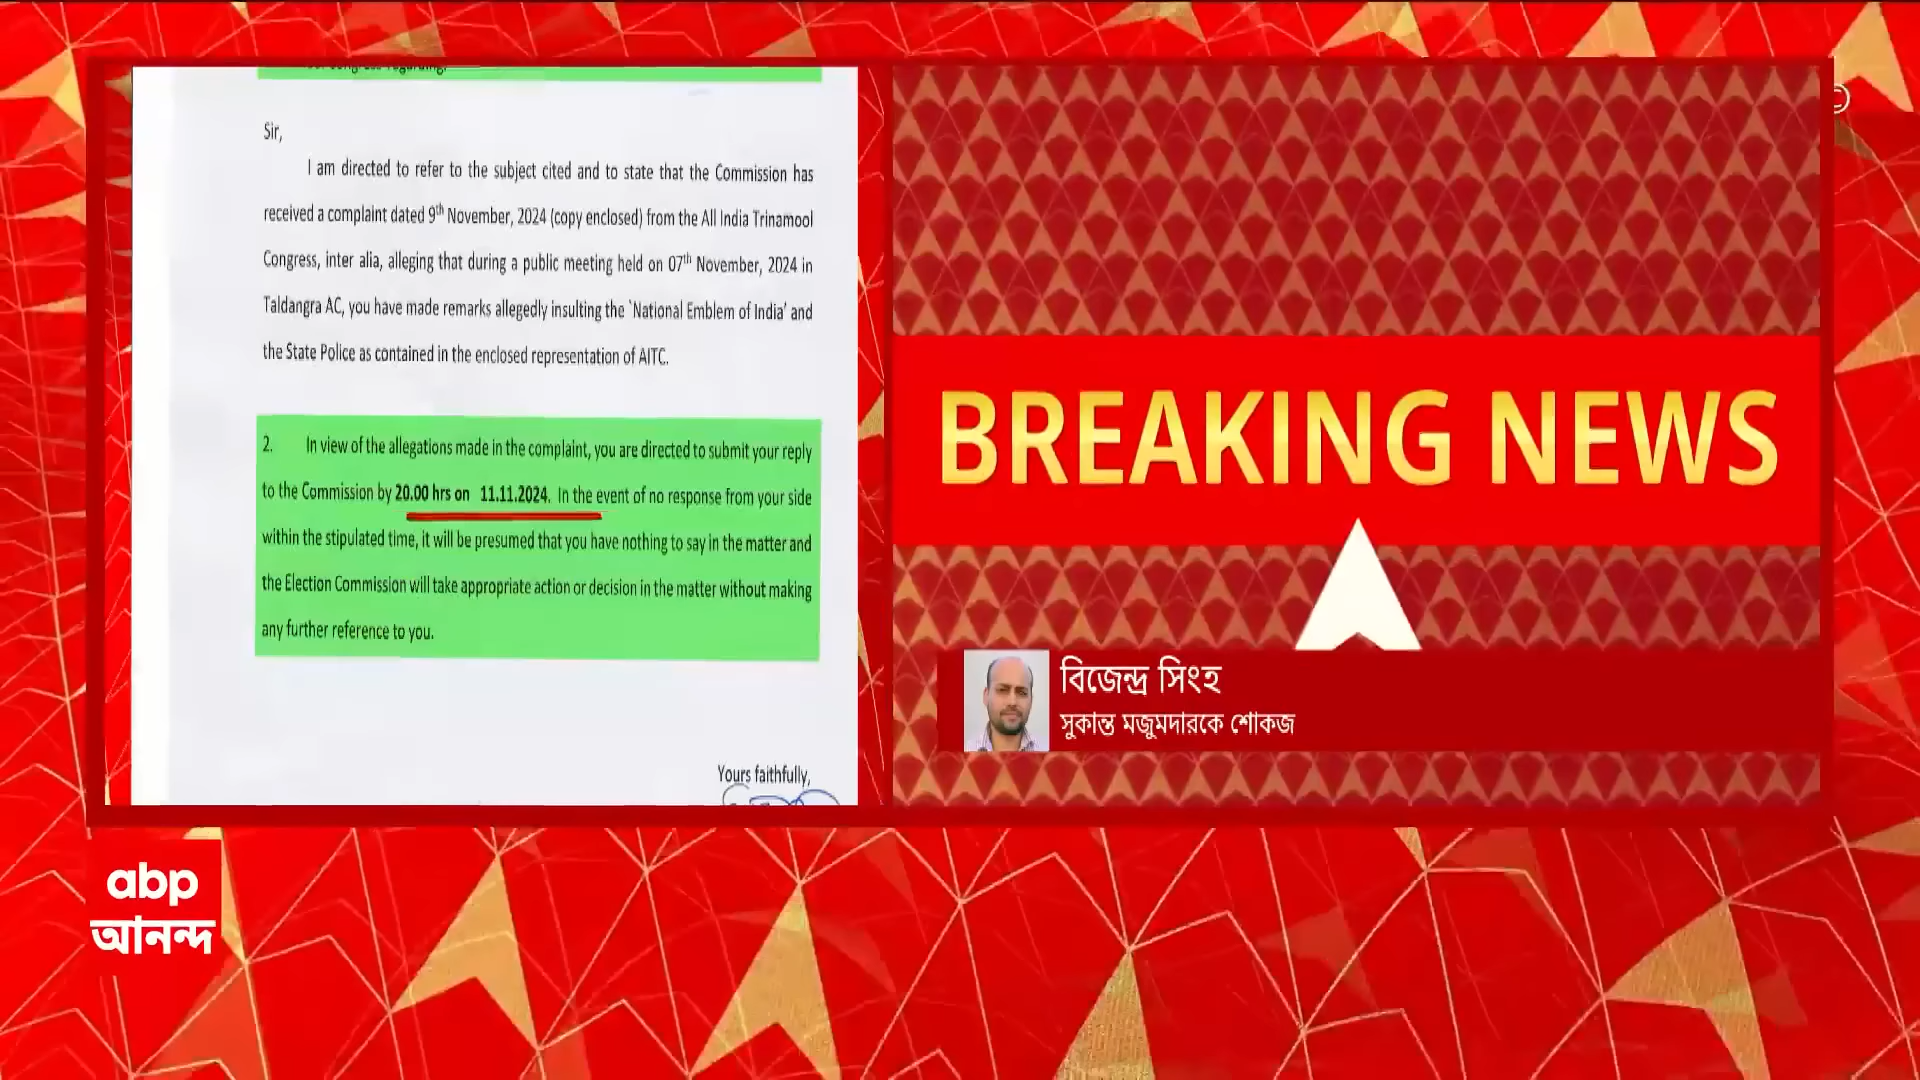 Congress regarding.
Sir,
I am directed to refer to the subject cited and to state that the Commission has
received a complaint dated 9th November, 2024 (copy enclosed) from the All India Trinamool
Congress, inter alia, alleging that during a public meeting held on 07th November, 2024 in
Taldangra AC, you have made remarks allegedly insulting the `National Emblem of India' and
the State Police as contained in the enclosed representation of AITC.
2. In view of the allegations made in the complaint, you are directed to submit your reply
to the Commission by 20.00 hrs on 11.11.2024. In the event of no response from your side
within the stipulated time, it will be presumed that you have nothing to say in the matter and
the Election Commission will take appropriate action or decision in the matter without making
any further reference to you.
Yours faithfully,
BREAKING NEWS
বিজেন্দ্র সিংহ
সুকান্ত মজুমদারকে শোকজ
abp
আনন্দ